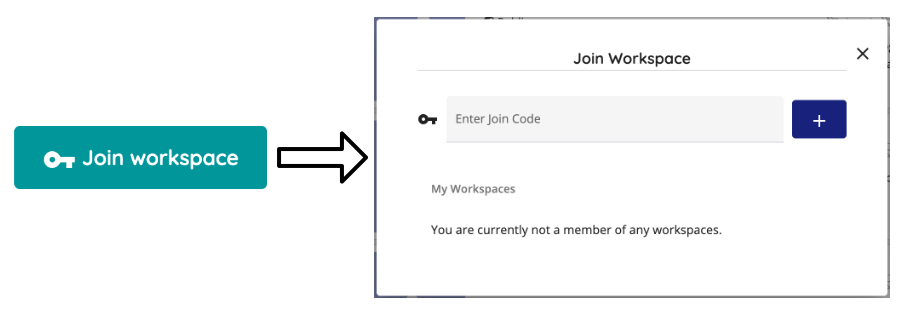 Join workspace
Join Workspace
Enter Join Code
My Workspaces
You are currently not a member of any workspaces.